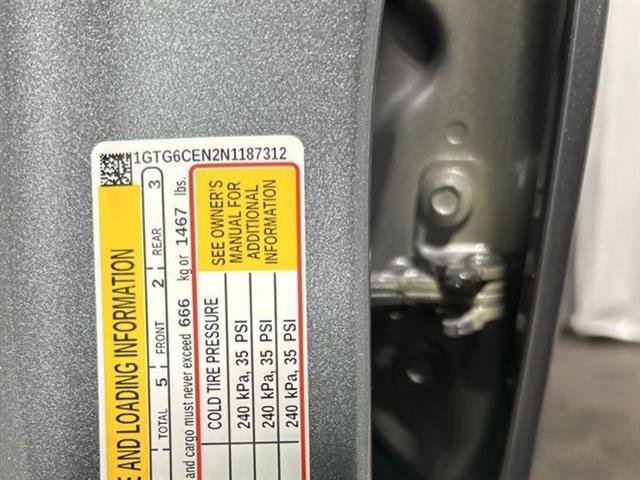 1GTG6CEN2N1187312
E AND LOADING INFORMATION
TOTAL 5 FRONT 2 REAR 3
and cargo must never exceed 666 kg or 1467 lbs.
COLD TIRE PRESSURE
SEE OWNER'S
MANUAL FOR
ADDITIONAL
INFORMATION
240 kPa, 35 PSI
240 kPa, 35 PSI
240 kPa, 35 PSI